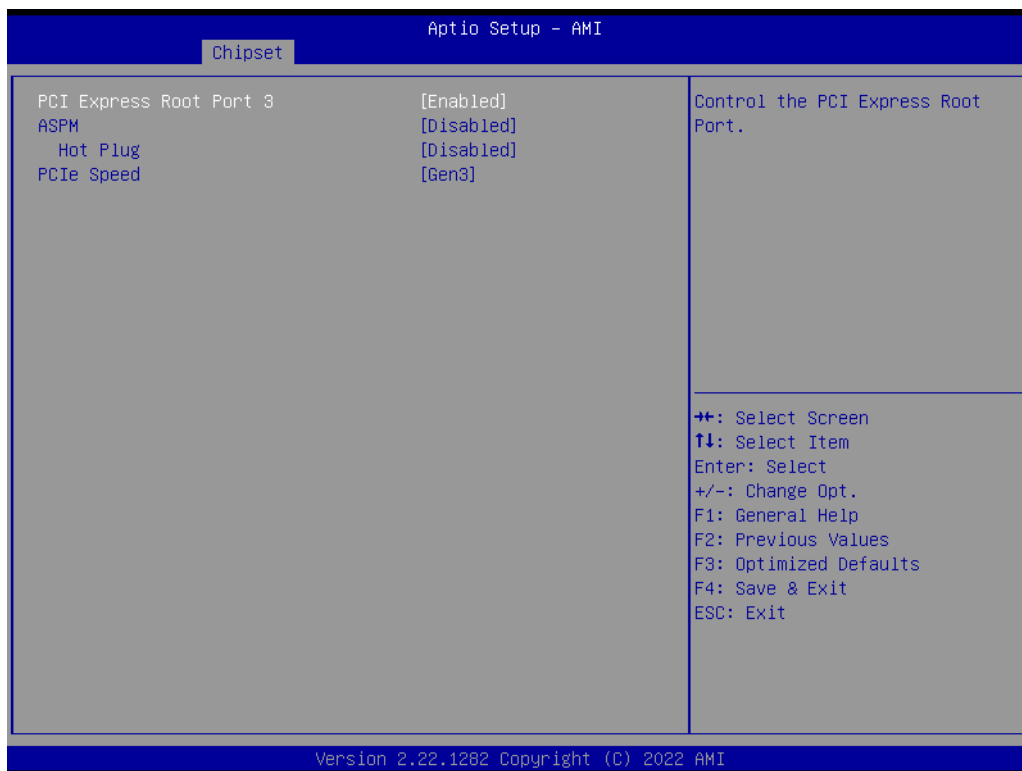 Aptio Setup – AMI
Chipset
PCI Express Root Port 3 [Enabled]
ASPM [Disabled]
Hot Plug [Disabled]
PCIe Speed [Gen3]
Control the PCI Express Root
Port.
→←: Select Screen
↑↓: Select Item
Enter: Select
+/-: Change Opt.
F1: General Help
F2: Previous Values
F3: Optimized Defaults
F4: Save & Exit
ESC: Exit
Version 2.22.1282 Copyright (C) 2022 AMI